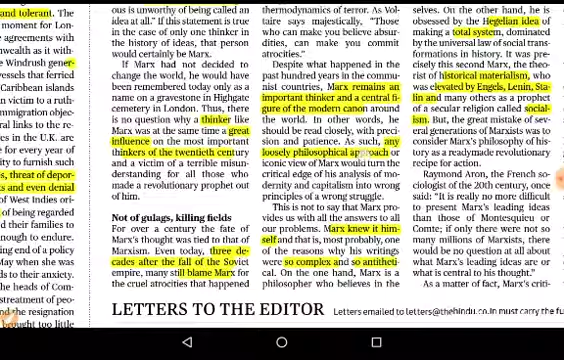 and tolerant. The
moment for Lon-
agreements with
wealth as it with-
e Windrush gener-
vessels that ferried
Caribbean islands
n victim to a ruth-
mmigration objec-
ral links to the re-
es in the U.K. are
e for every year of
ity to furnish such
s, threat of depor-
ts and even denial
of West Indies ori-
of being regarded
d their families to
nough to endure.
ing end of a policy
May when she was
ds to their anxiety.
he heads of Com-
streatment of peo-
nd the resignation
brought too little
ous is unworthy of being called an
idea at all." If this statement is true
in the case of only one thinker in
the history of ideas, that person
would certainly be Marx.
If Marx had not decided to
change the world, he would have
been remembered today only as a
name on a gravestone in Highgate
cemetery in London. Thus, there
is no question why a thinker like
Marx was at the same time a great
influence on the most important
thinkers of the twentieth century
and a victim of a terrible misun-
derstanding for all those who
made a revolutionary prophet out
of him.
Not of gulags, killing fields
For over a century the fate of
Marx's thought was tied to that of
Marxism. Even today, three de-
cades after the fall of the Soviet
empire, many still blame Marx for
the cruel atrocities that happened
thermodynamics of terror. As Vol-
taire says majestically, "Those
who can make you believe absur-
dities, can make you commit
atrocities."
Despite what happened in the
past hundred years in the commu-
nist countries, Marx remains an
important thinker and a central fi-
gure of the modern canon around
the world. In other words, he
should be read closely, with preci-
sion and patience. As such, any
loosely philosophical approach or
iconic view of Marx would turn the
critical edge of his analysis of mo-
dernity and capitalism into wrong
principles of a wrong struggle.
This is not to say that Marx pro-
vides us with all the answers to all
our problems. Marx knew it him-
self and that is, most probably, one
of the reasons why his writings
were so complex and so antitheti-
cal. On the one hand, Marx is a
philosopher who believes in the
selves. On the other hand, he is
obsessed by the Hegelian idea of
making a total system, dominated
by the universal law of social trans-
formations in history. It was pre-
cisely this second Marx, the theo-
rist of historical materialism, who
was elevated by Engels, Lenin, Sta-
lin and many others as a prophet
of a secular religion called social-
ism. But, the great mistake of sev-
eral generations of Marxists was to
consider Marx's philosophy of his-
tory as a readymade revolutionary
recipe for action.
Raymond Aron, the French so-
ciologist of the 20th century, once
said: "It is really no more difficult
to present Marx's leading ideas
than those of Montesquieu or
Comte; if only there were not so
many millions of Marxists, there
would be no question at all about
what Marx's leading ideas are or
what is central to his thought."
As a matter of fact, Marx's criti-
LETTERS TO THE EDITOR Letters emailed to letters@thehindu.co.in must carry the fu